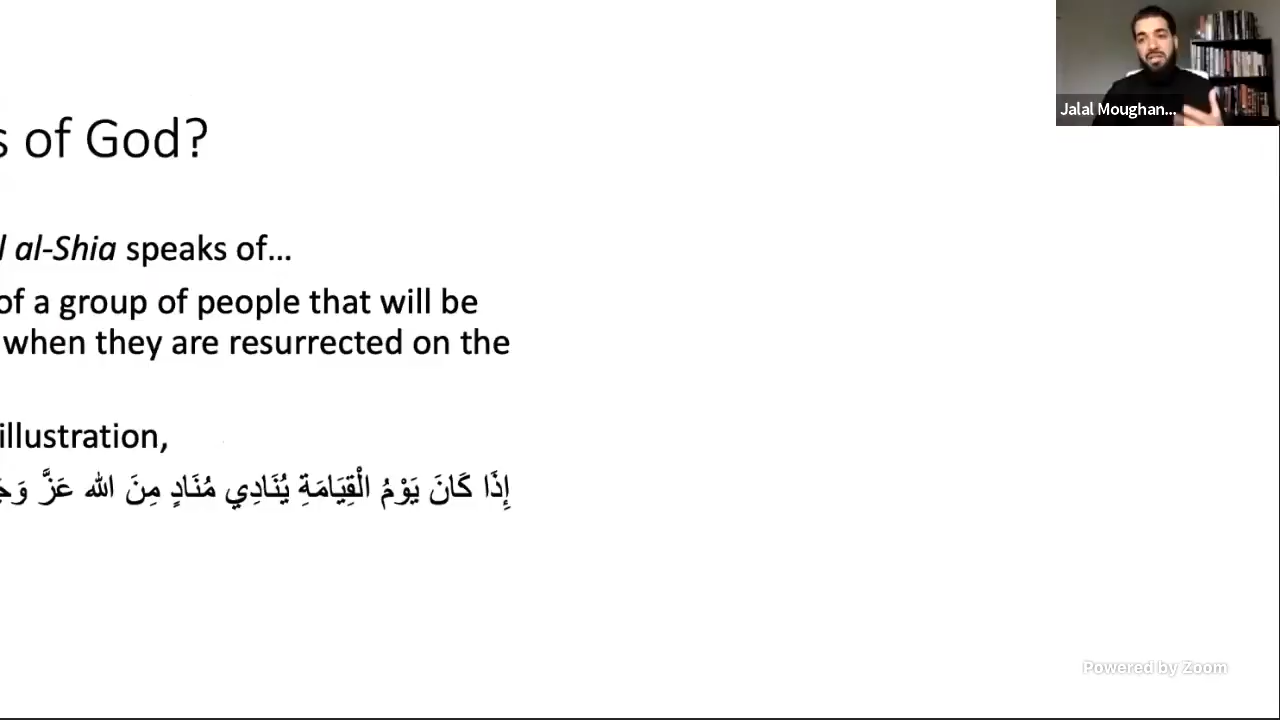 s of God?
al-Shia speaks of...
of a group of people that will be
when they are resurrected on the
illustration,
إِذَا كَانَ يَوْمُ الْقِيَامَةِ يُنَادِي مُنَادٍ مِنَ الله عَزَّ وَجَ
Jalal Moughan...
Powered by Zoom